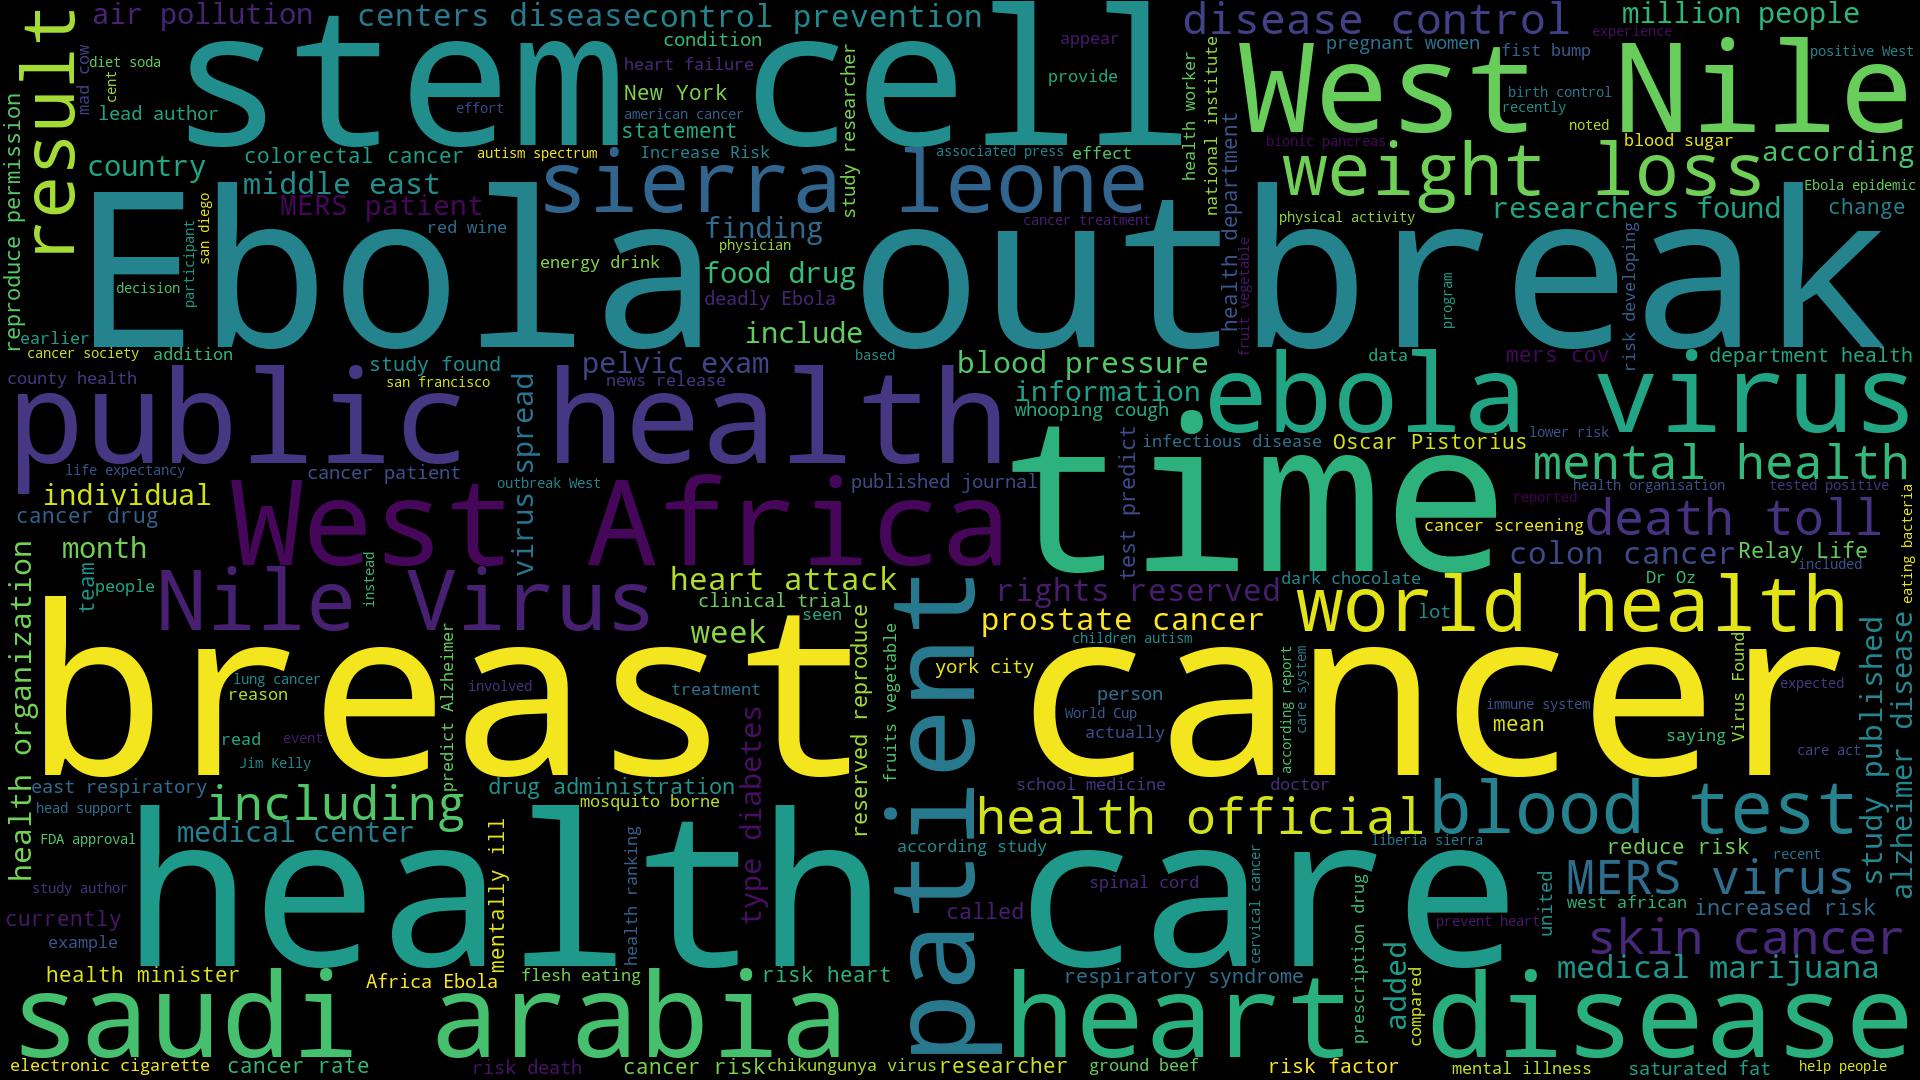 air pollution
centers disease
control prevention
disease control
million people
result
stem cell
condition
appear
experience
pregnant women
fist bump
positive West
mad cow
diet soda
cent
heart failure
provide
West Nile
New York
study researcher
health worker
national institute
birth control
recently
lead author
effort
american cancer
statement
noted
reproduce permission
country
colorectal cancer
autism spectrum
Increase Risk
associated press
effect
bionic pancreas
blood sugar
according
middle east
sierra leone
weight loss
Ebola epidemic
MERS patient
san diego
participant
red wine
finding
cancer treatment
health department
physical activity
researchers found
change
Ebola outbreak
physician
energy drink
food drug
fruit vegetable
risk developing
decision
deadly Ebola
program
earlier
include
cancer society
addition
study found
pelvic exam
based
blood pressure
data
mers cov
department health
county health
san francisco
news release
information
ebola virus
public health
virus spread
whooping cough
time
infectious disease
Oscar Pistorius
lower risk
test predict
life expectancy
cancer patient
outbreak West
published journal
mental health
health organisation
tested positive
individual
West Africa
reported
eating bacteria
cancer drug
cancer screening
death toll
month
colon cancer
Relay Life
included
health organization
team
people
Nile Virus
instead
heart attack
rights reserved
dark chocolate
Dr Oz
clinical trial
seen
patient
prostate cancer
world health
lot
week
reserved reproduce
fruits vegetable
children autism
study published
alzheimer disease
breast cancer
predict Alzheimer
york city
according report
care system
Virus Found
lung cancer
reason
involved
treatment
person
expected
World Cup
immune system
read
event
type diabetes
actually
mean
saying
Jim Kelly
care act
east respiratory
drug administration
school medicine
doctor
head support
including
mosquito borne
health official
blood test
FDA approval
medical center
mentally ill
health ranking
according study
liberia sierra
reduce risk
recent
health care
study author
spinal cord
cervical cancer
prescription drug
united
MERS virus
currently
called
prevent heart
west african
increased risk
example
skin cancer
health minister
Africa Ebola
flesh eating
risk heart
respiratory syndrome
added
compared
medical marijuana
saudi arabia
heart disease
electronic cigarette
cancer rate
risk death
cancer risk
chikungunya virus
researcher
ground beef
risk factor
mental illness
saturated fat
help people